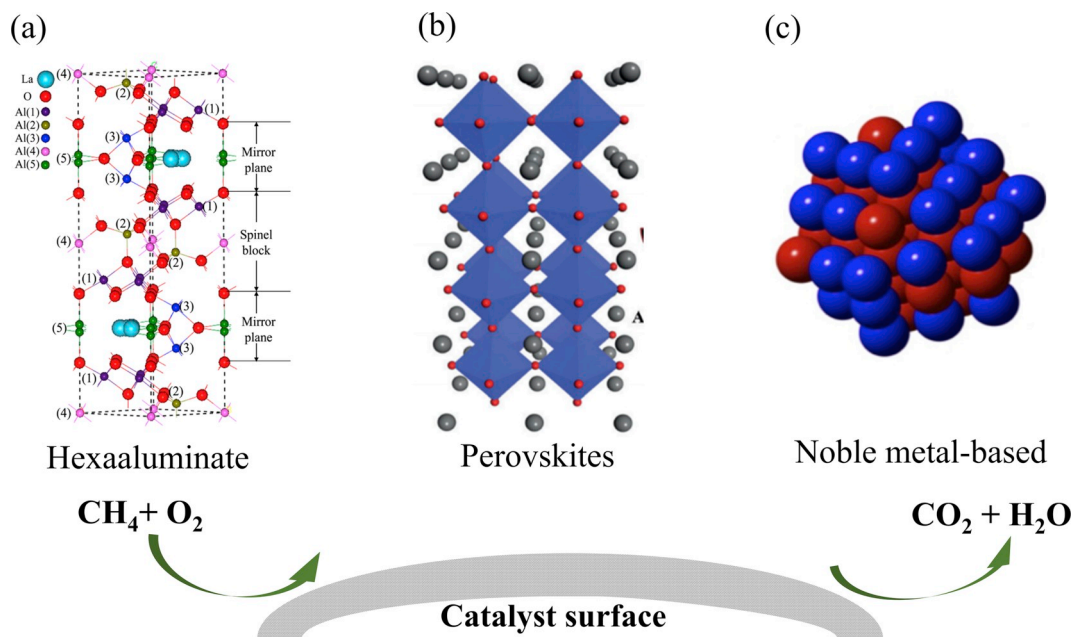 (a)
(b)
(c)
La
O
Al(1)
Al(2)
Al(3)
Al(4)
Al(5)
(4)
(2)
(1)
(3)
(5)
(3)
Mirror
plane
(1)
(2)
(4)
(2)
Spinel
block
(1)
(3)
(5)
(3)
Mirror
plane
(1)
(2)
(4)
A
Hexaaluminate
Perovskites
Noble metal-based
CH₄+ O₂
CO₂ + H₂O
Catalyst surface